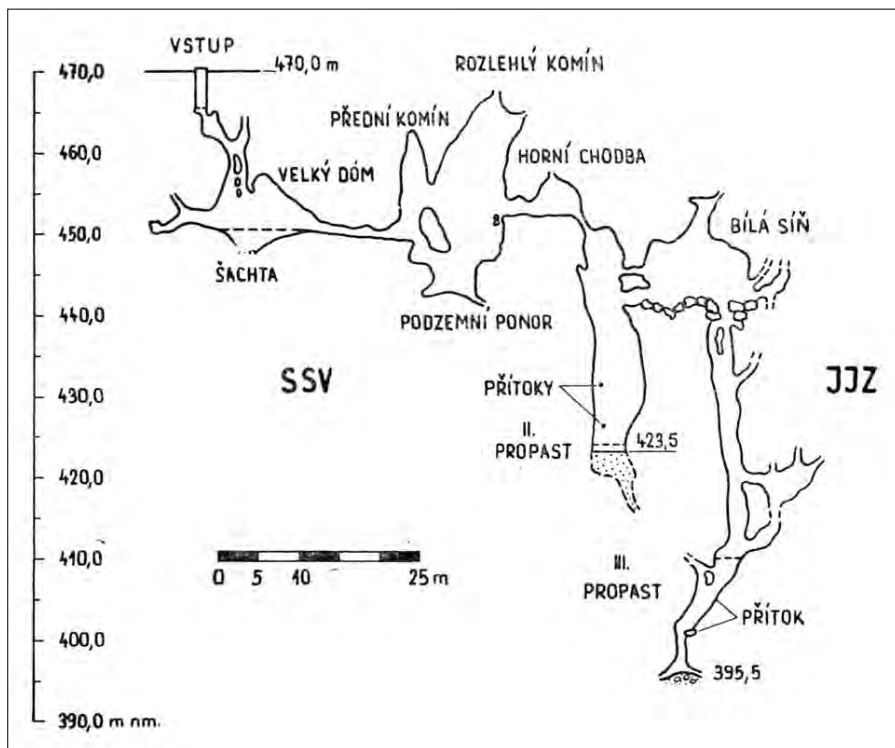 VSTUP
470,0 m
470,0
ROZLEHLÝ KOMÍN
PŘEDNÍ KOMÍN
460,0
HORNÍ CHODBA
VELKÝ DÓM
BÍLÁ SÍŇ
8
450,0
ŠACHTA
440,0
PODZEMNÍ PONOR
SSV
JJZ
PŘÍTOKY
430,0
II.
PROPAST
423,5
420,0
410,0
0 5 10 25 m
III.
PROPAST
PŘÍTOK
400,0
395,5
390,0 m nm.